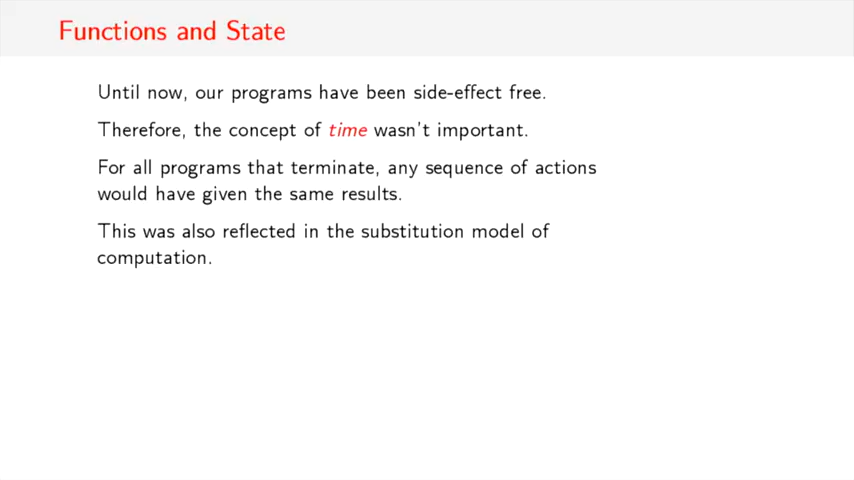 Functions and State
Until now, our programs have been side-effect free.
Therefore, the concept of time wasn't important.
For all programs that terminate, any sequence of actions
would have given the same results.
This was also reflected in the substitution model of
computation.